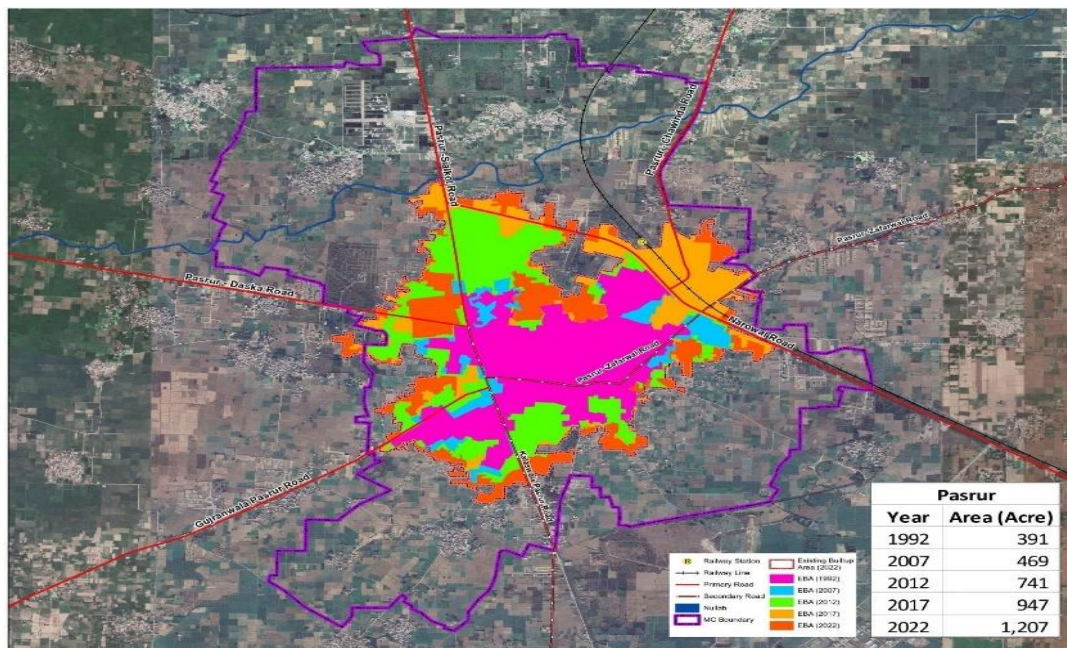 Pasrur-Sialkot Road
Pasrur - Chawinda Road
Pasrur-Zafarwal Road
Pasrur - Daska Road
Narowal Road
Pasrur-Zafarwal Road
Gujranwala Pasrur Road
Pasrur Road
R Railway Station
Railway Line
Primary Road
Secondary Road
Nullah
MC Boundary
Existing Builtup
Area (2022)
EBA (1992)
EBA (2007)
EBA (2012)
EBA (2017)
EBA (2022)
Pasrur
Year Area (Acre)
1992 391
2007 469
2012 741
2017 947
2022 1,207